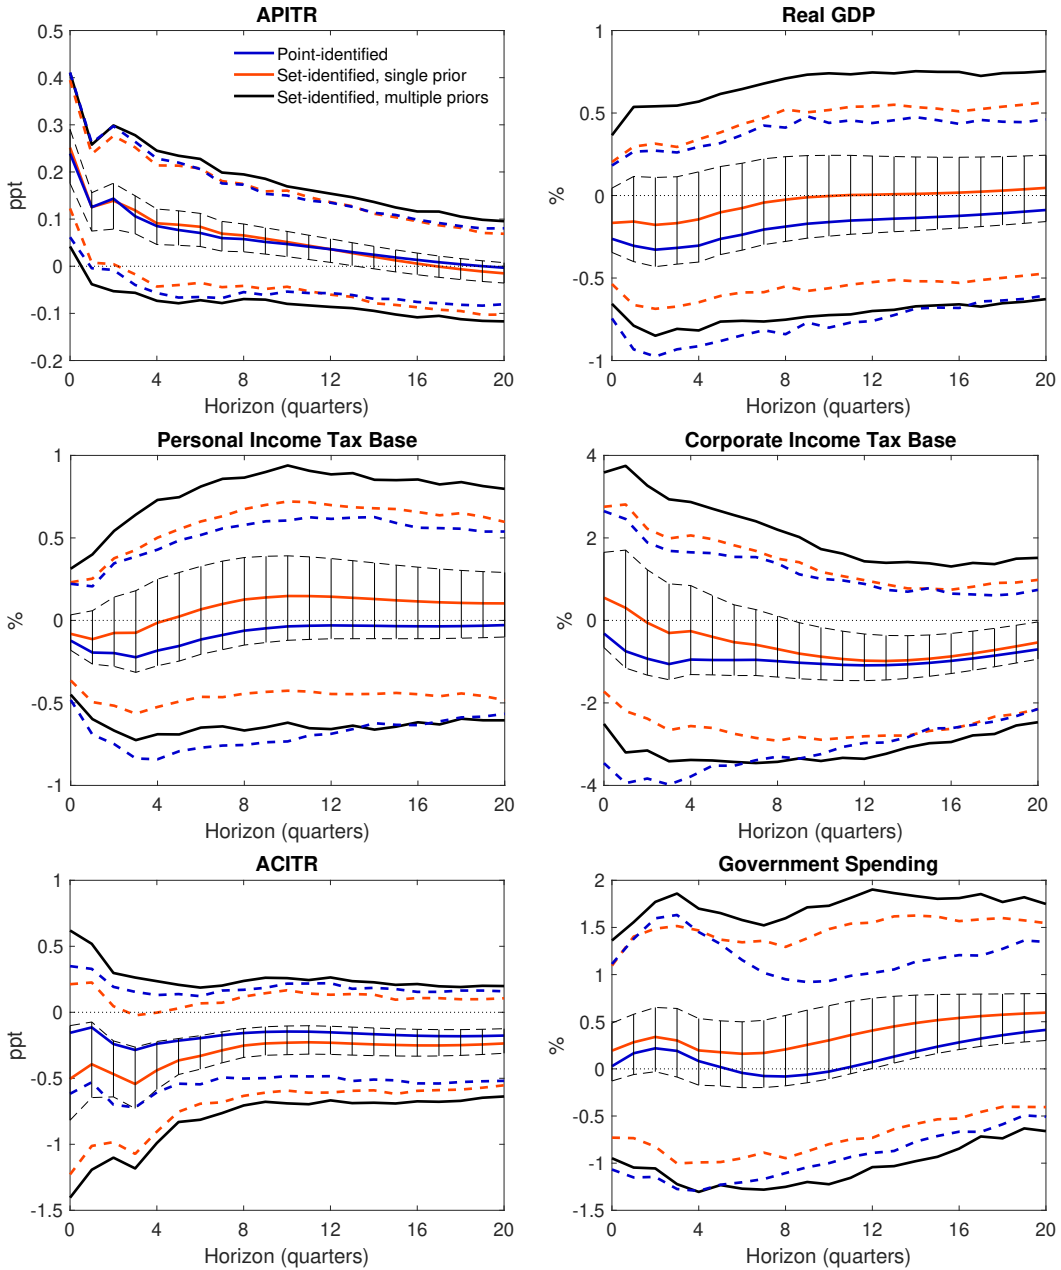 APITR
0.5
0.4
0.3
0.2
0.1
0
-0.1
-0.2
ppt
Point-identified
Set-identified, single prior
Set-identified, multiple priors
0 4 8 12 16 20
Horizon (quarters)
Real GDP
1
0.5
0
-0.5
-1
%
0 4 8 12 16 20
Horizon (quarters)
Personal Income Tax Base
1
0.5
0
-0.5
-1
%
0 4 8 12 16 20
Horizon (quarters)
Corporate Income Tax Base
4
2
0
-2
-4
%
0 4 8 12 16 20
Horizon (quarters)
ACITR
1
0.5
0
-0.5
-1
-1.5
ppt
0 4 8 12 16 20
Horizon (quarters)
Government Spending
2
1.5
1
0.5
0
-0.5
-1
-1.5
%
0 4 8 12 16 20
Horizon (quarters)